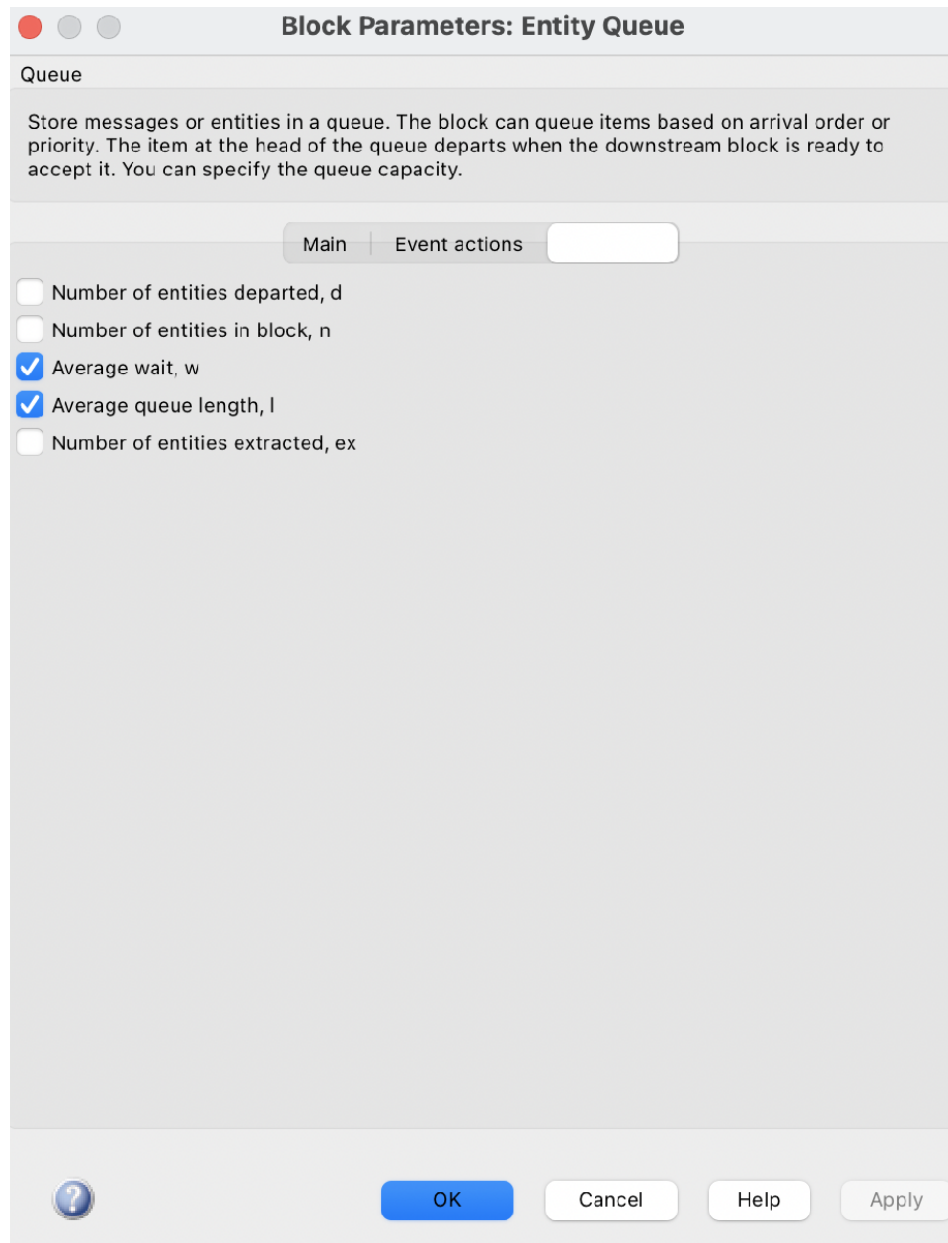 Block Parameters: Entity Queue
Queue
Store messages or entities in a queue. The block can queue items based on arrival order or
priority. The item at the head of the queue departs when the downstream block is ready to
accept it. You can specify the queue capacity.
Main Event actions
Number of entities departed, d
Number of entities in block, n
Average wait, w
Average queue length, l
Number of entities extracted, ex
? OK Cancel Help Apply